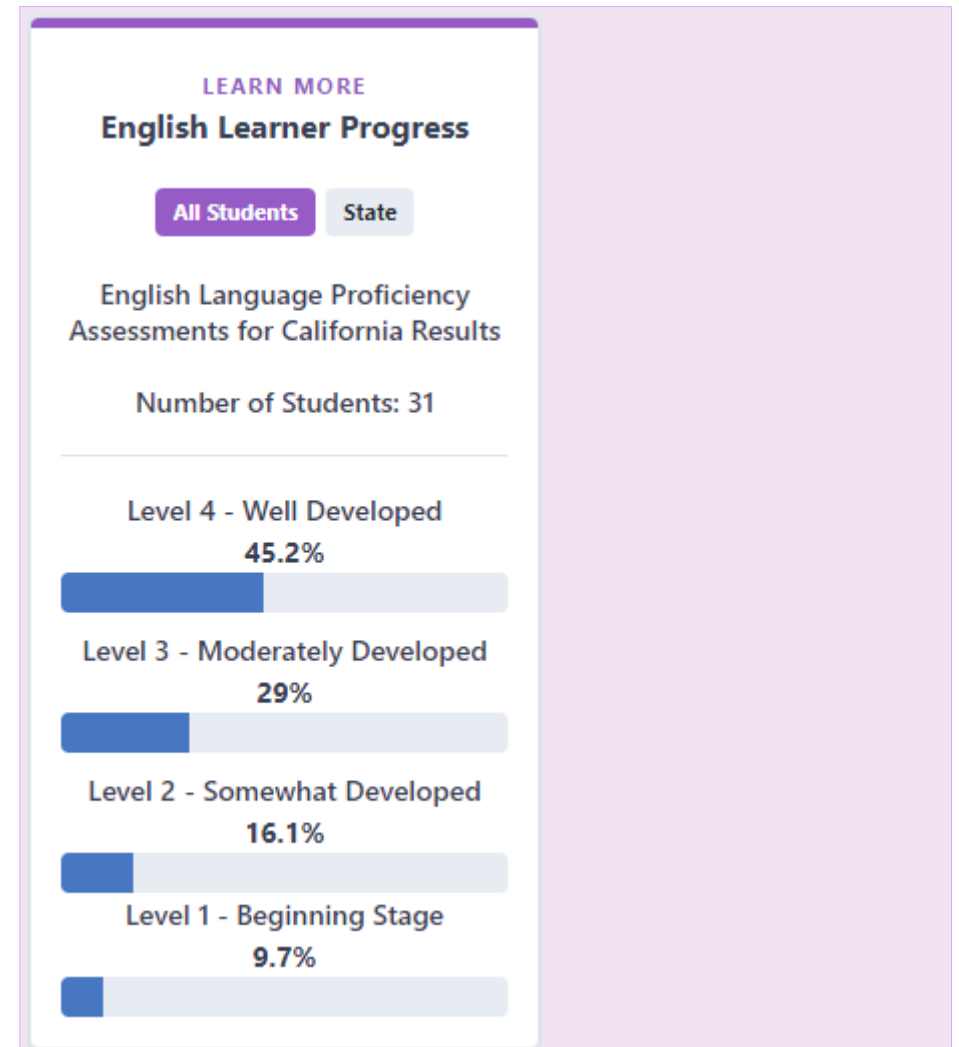 LEARN MORE
English Learner Progress
All Students State
English Language Proficiency
Assessments for California Results
Number of Students: 31
Level 4 - Well Developed
45.2%
Level 3 - Moderately Developed
29%
Level 2 - Somewhat Developed
16.1%
Level 1 - Beginning Stage
9.7%